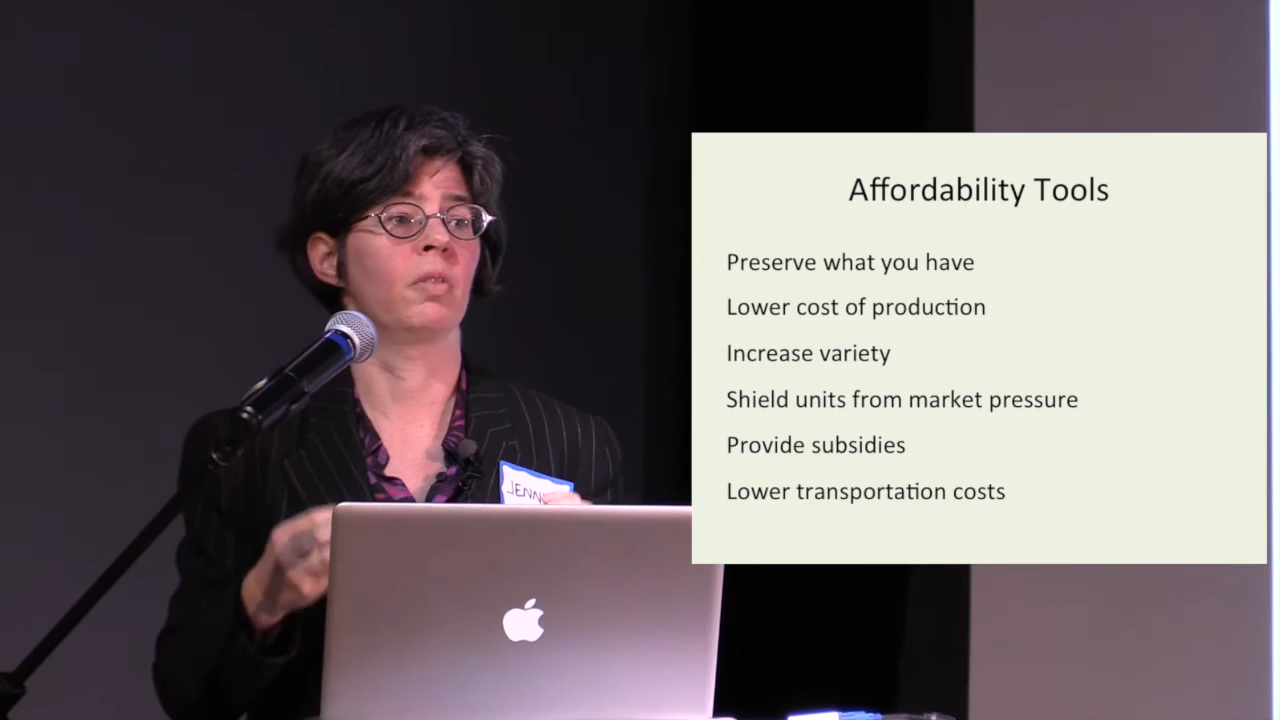 JENN
Affordability Tools
Preserve what you have
Lower cost of production
Increase variety
Shield units from market pressure
Provide subsidies
Lower transportation costs